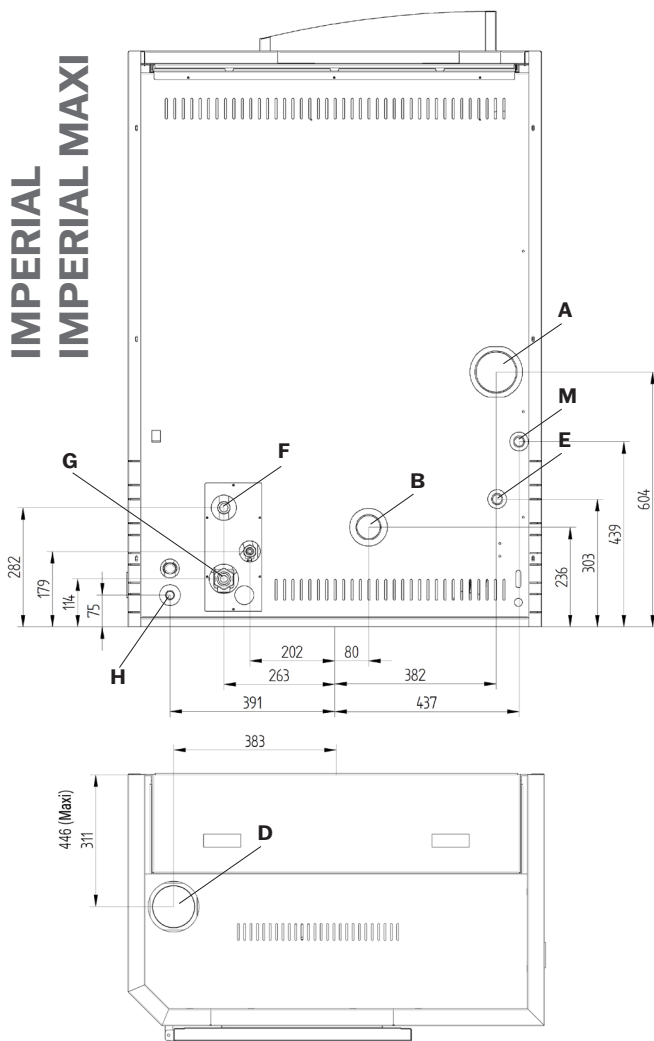 IMPERIAL
IMPERIAL MAXI
A
M
E
F
G
B
H
604
439
303
236
282
179
114
75
202
80
263
382
391
437
383
446 (Maxi)
311
D